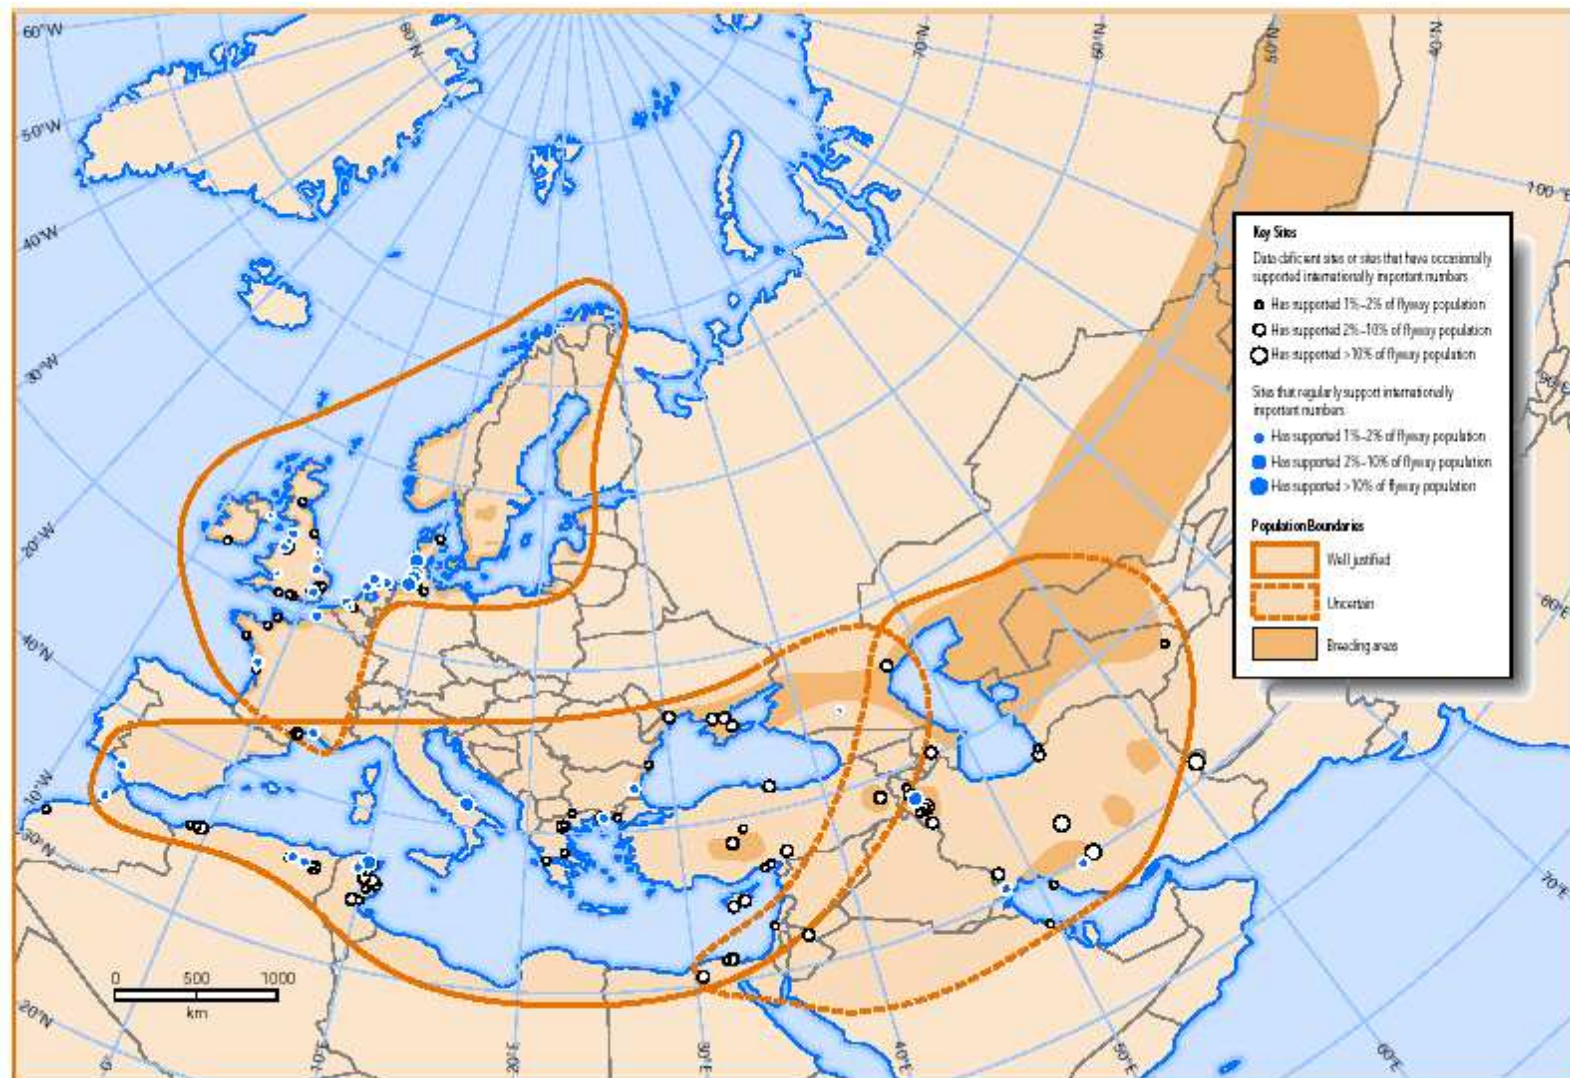 60°W
80°N
70°N
60°N
50°N
40°N
50°W
40°W
30°W
20°W
40°N
10°W
30°N
20°N
0°
10°E
20°E
30°E
40°E
50°E
60°E
70°E
60°E
90°E
100°E
0 500 1000
km
Key Sites
Data deficient sites or sites that have occasionally
supported internationally important numbers
Has supported 1%–2% of flyway population
Has supported 2%–10% of flyway population
Has supported >10% of flyway population
Sites that regularly support internationally
important numbers
Has supported 1%–2% of flyway population
Has supported 2%–10% of flyway population
Has supported >10% of flyway population
Population Boundaries
Well justified
Uncertain
Breeding areas